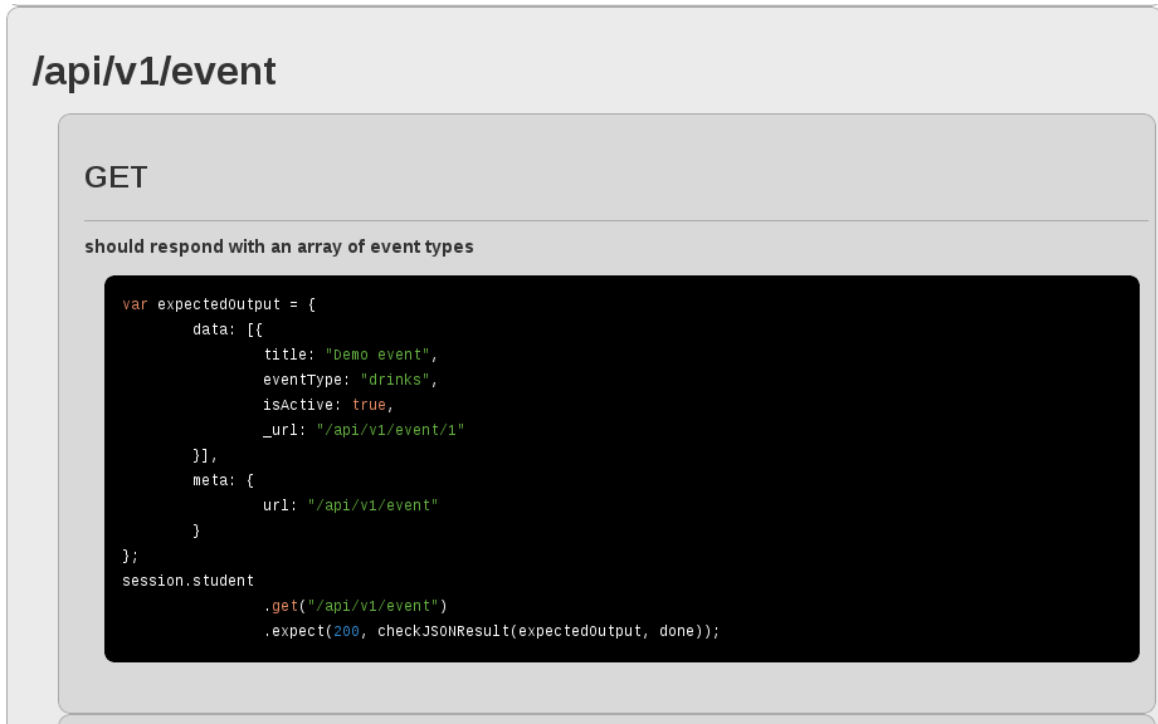 /api/v1/event
GET
should respond with an array of event types
var expectedOutput = {
        data: [{
                title: "Demo event",
                eventType: "drinks",
                isActive: true,
                _url: "/api/v1/event/1"
        }],
        meta: {
                url: "/api/v1/event"
        }
};
session.student
                .get("/api/v1/event")
                .expect(200, checkJSONResult(expectedOutput, done));